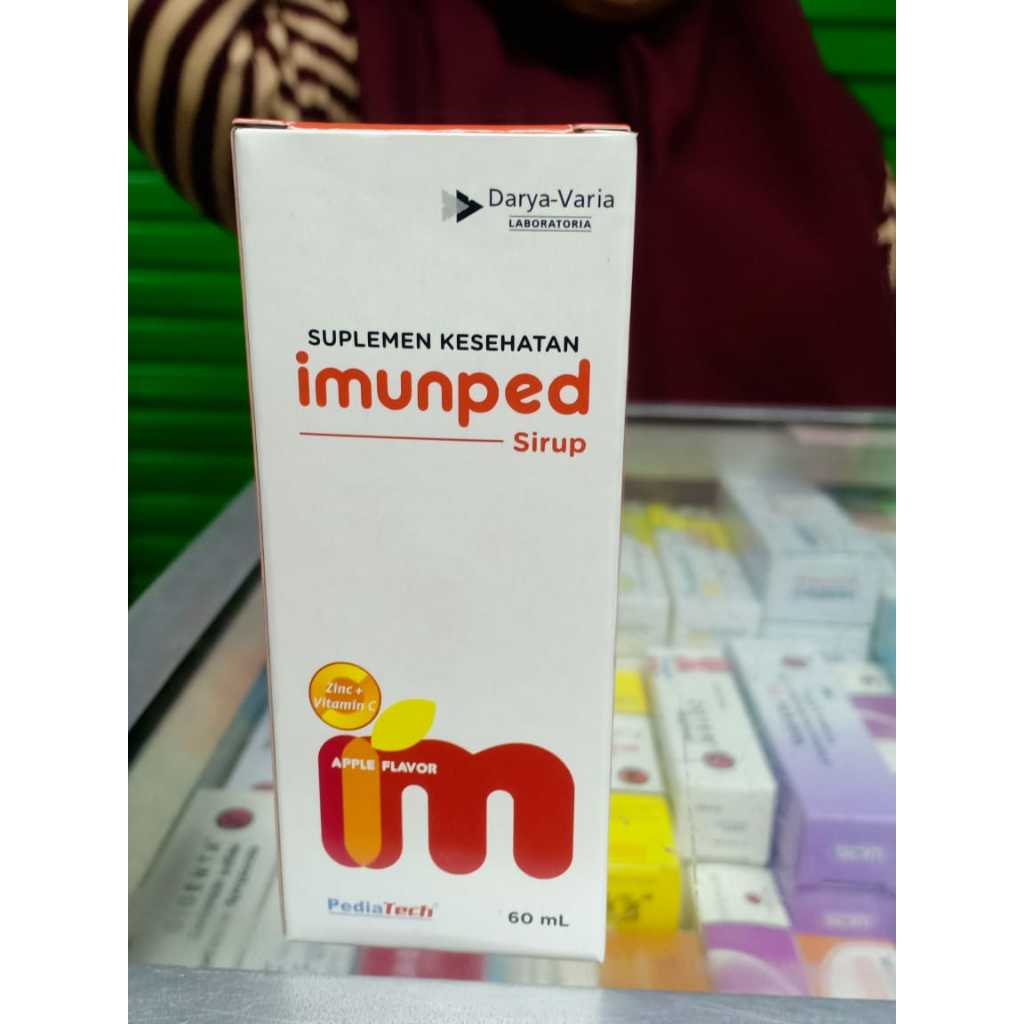 Darya-Varia
LABORATORIA
SUPLEMEN KESEHATAN
imunped
Sirup
Zinc +
Vitamin C
im
APPLE FLAVOR
PediaTech
60 mL